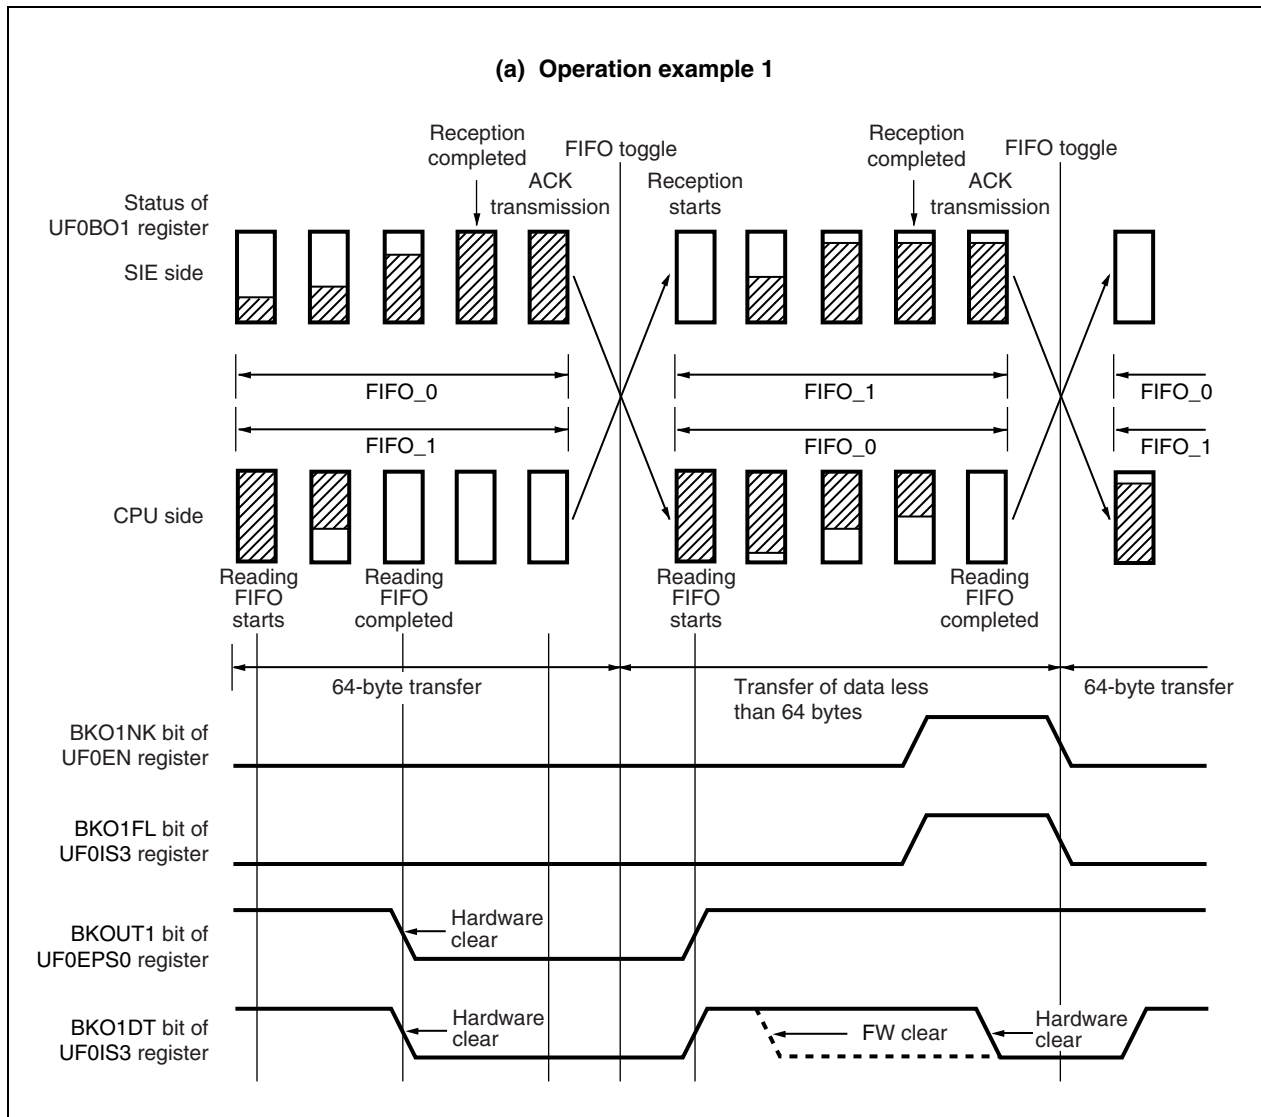 (a) Operation example 1
Reception
completed
FIFO toggle
Reception
completed
FIFO toggle
Status of
UF0BO1 register
ACK
transmission
Reception
starts
ACK
transmission
SIE side
FIFO_0
FIFO_1
FIFO_0
FIFO_1
FIFO_0
FIFO_1
CPU side
Reading
FIFO
starts
Reading
FIFO
completed
Reading
FIFO
starts
Reading
FIFO
completed
64-byte transfer
Transfer of data less
than 64 bytes
64-byte transfer
BKO1NK bit of
UF0EN register
BKO1FL bit of
UF0IS3 register
BKOUT1 bit of
UF0EPS0 register
Hardware
clear
BKO1DT bit of
UF0IS3 register
Hardware
clear
FW clear
Hardware
clear